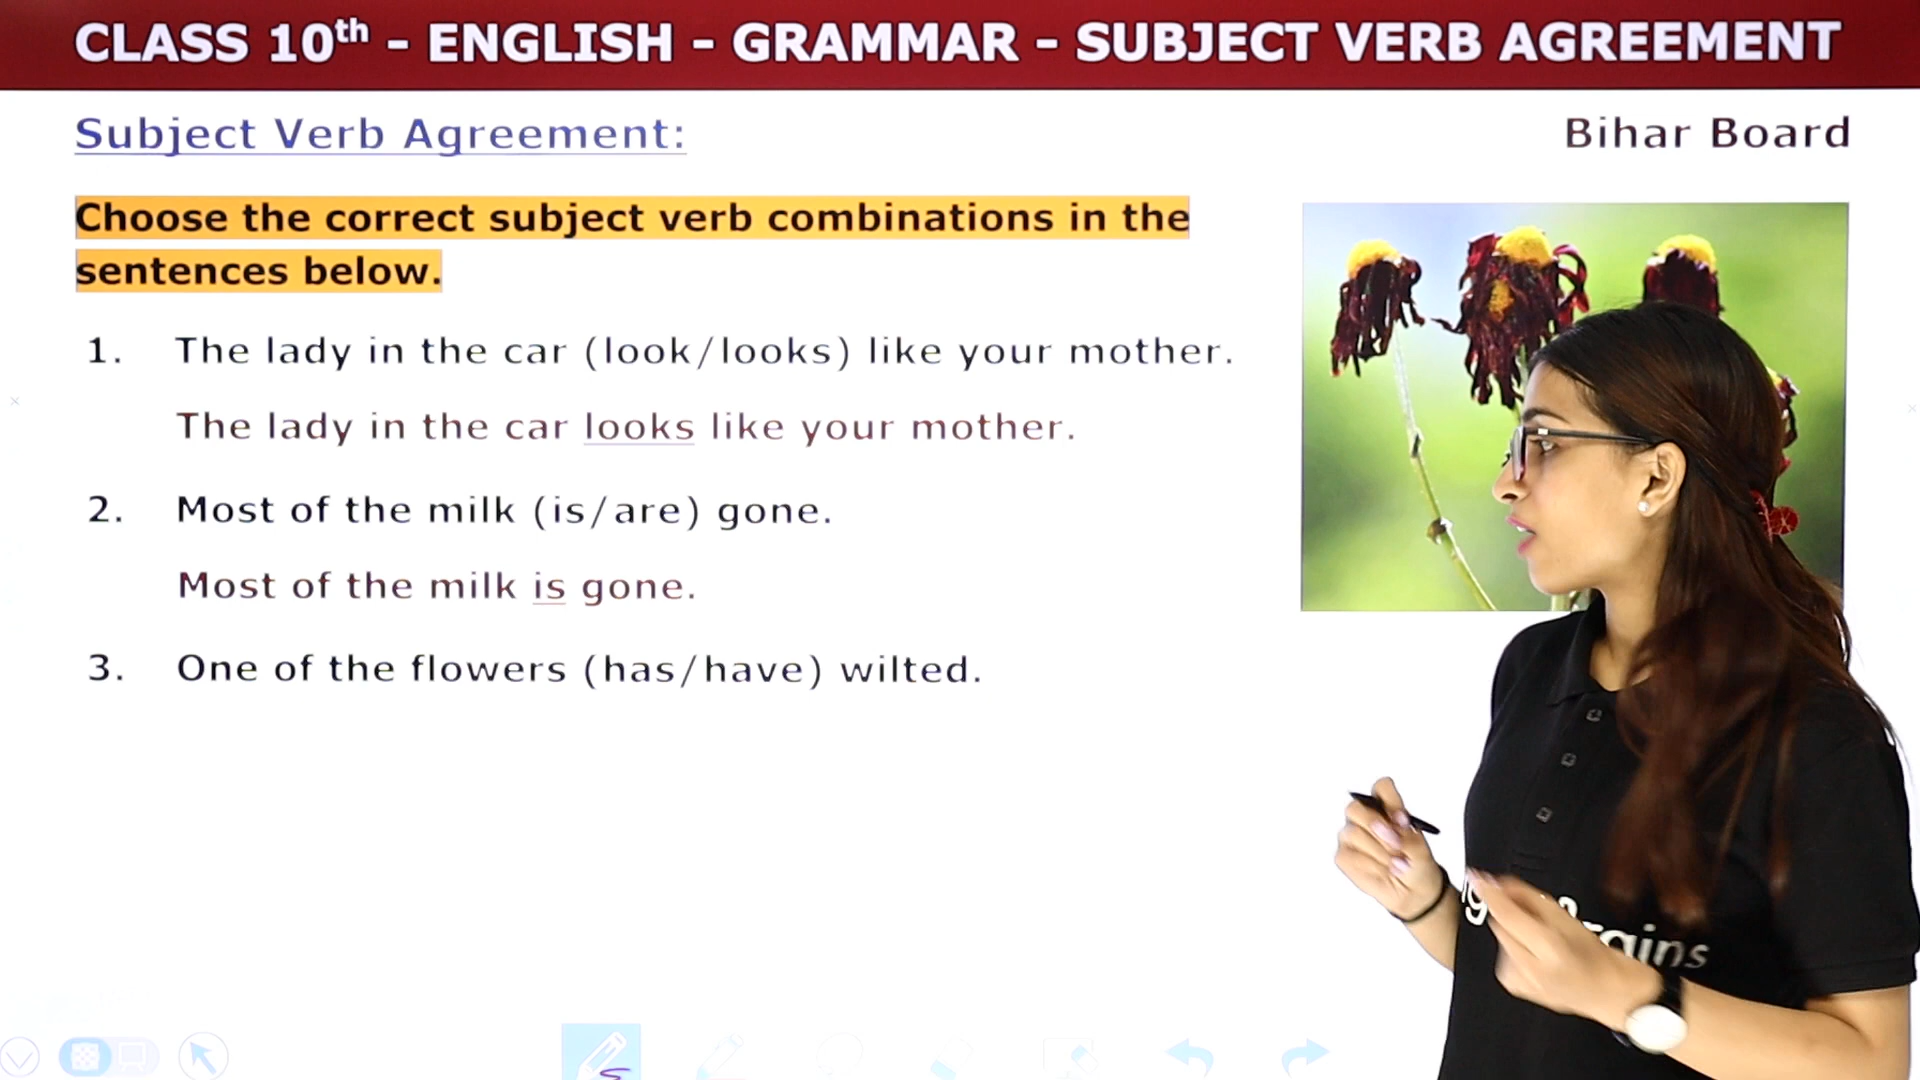 CLASS 10th - ENGLISH - GRAMMAR - SUBJECT VERB AGREEMENT
Subject Verb Agreement:
Bihar Board
Choose the correct subject verb combinations in the
sentences below.
1. The lady in the car (look/looks) like your mother.
The lady in the car looks like your mother.
2. Most of the milk (is/are) gone.
Most of the milk is gone.
3. One of the flowers (has/have) wilted.